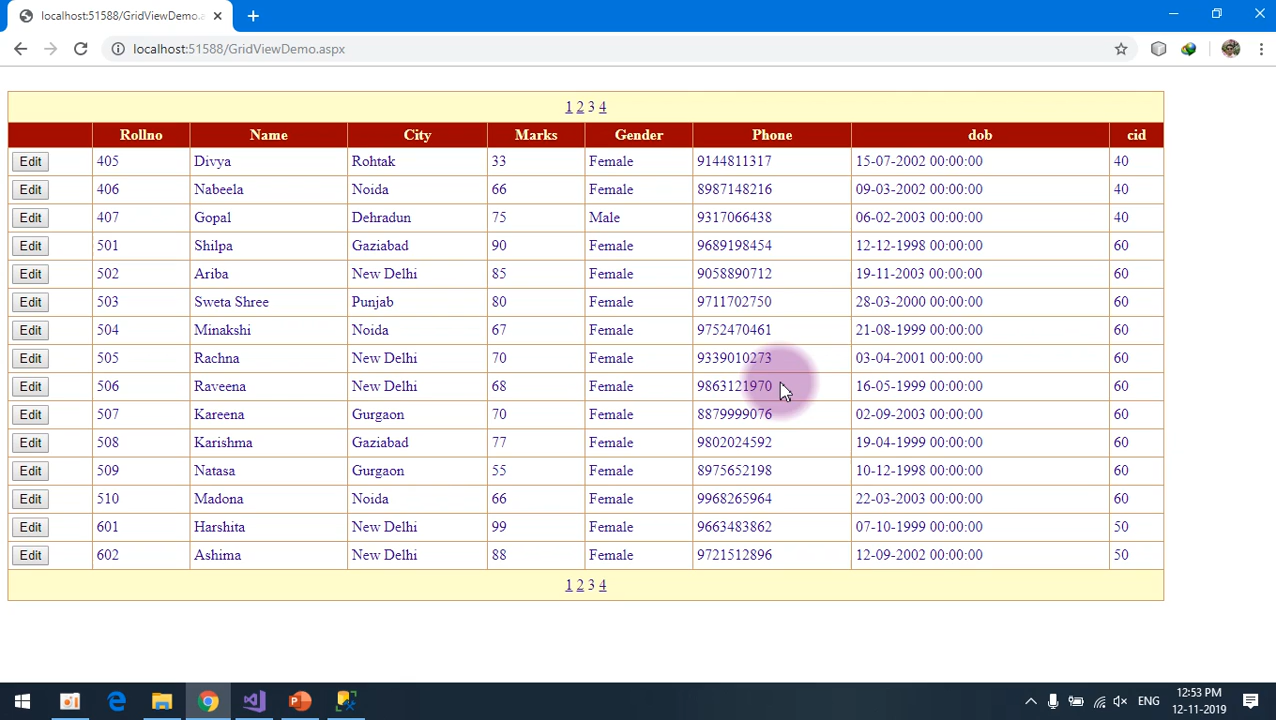 localhost:51588/GridViewDemo.a
localhost:51588/GridViewDemo.aspx
1 2 3 4
Rollno Name City Marks Gender Phone dob cid
Edit 405 Divya Rohtak 33 Female 9144811317 15-07-2002 00:00:00 40
Edit 406 Nabeela Noida 66 Female 8987148216 09-03-2002 00:00:00 40
Edit 407 Gopal Dehradun 75 Male 9317066438 06-02-2003 00:00:00 40
Edit 501 Shilpa Gaziabad 90 Female 9689198454 12-12-1998 00:00:00 60
Edit 502 Ariba New Delhi 85 Female 9058890712 19-11-2003 00:00:00 60
Edit 503 Sweta Shree Punjab 80 Female 9711702750 28-03-2000 00:00:00 60
Edit 504 Minakshi Noida 67 Female 9752470461 21-08-1999 00:00:00 60
Edit 505 Rachna New Delhi 70 Female 9339010273 03-04-2001 00:00:00 60
Edit 506 Raveena New Delhi 68 Female 9863121970 16-05-1999 00:00:00 60
Edit 507 Kareena Gurgaon 70 Female 8879999076 02-09-2003 00:00:00 60
Edit 508 Karishma Gaziabad 77 Female 9802024592 19-04-1999 00:00:00 60
Edit 509 Natasa Gurgaon 55 Female 8975652198 10-12-1998 00:00:00 60
Edit 510 Madona Noida 66 Female 9968265964 22-03-2003 00:00:00 60
Edit 601 Harshita New Delhi 99 Female 9663483862 07-10-1999 00:00:00 50
Edit 602 Ashima New Delhi 88 Female 9721512896 12-09-2002 00:00:00 50
1 2 3 4
ENG
12:53 PM
12-11-2019